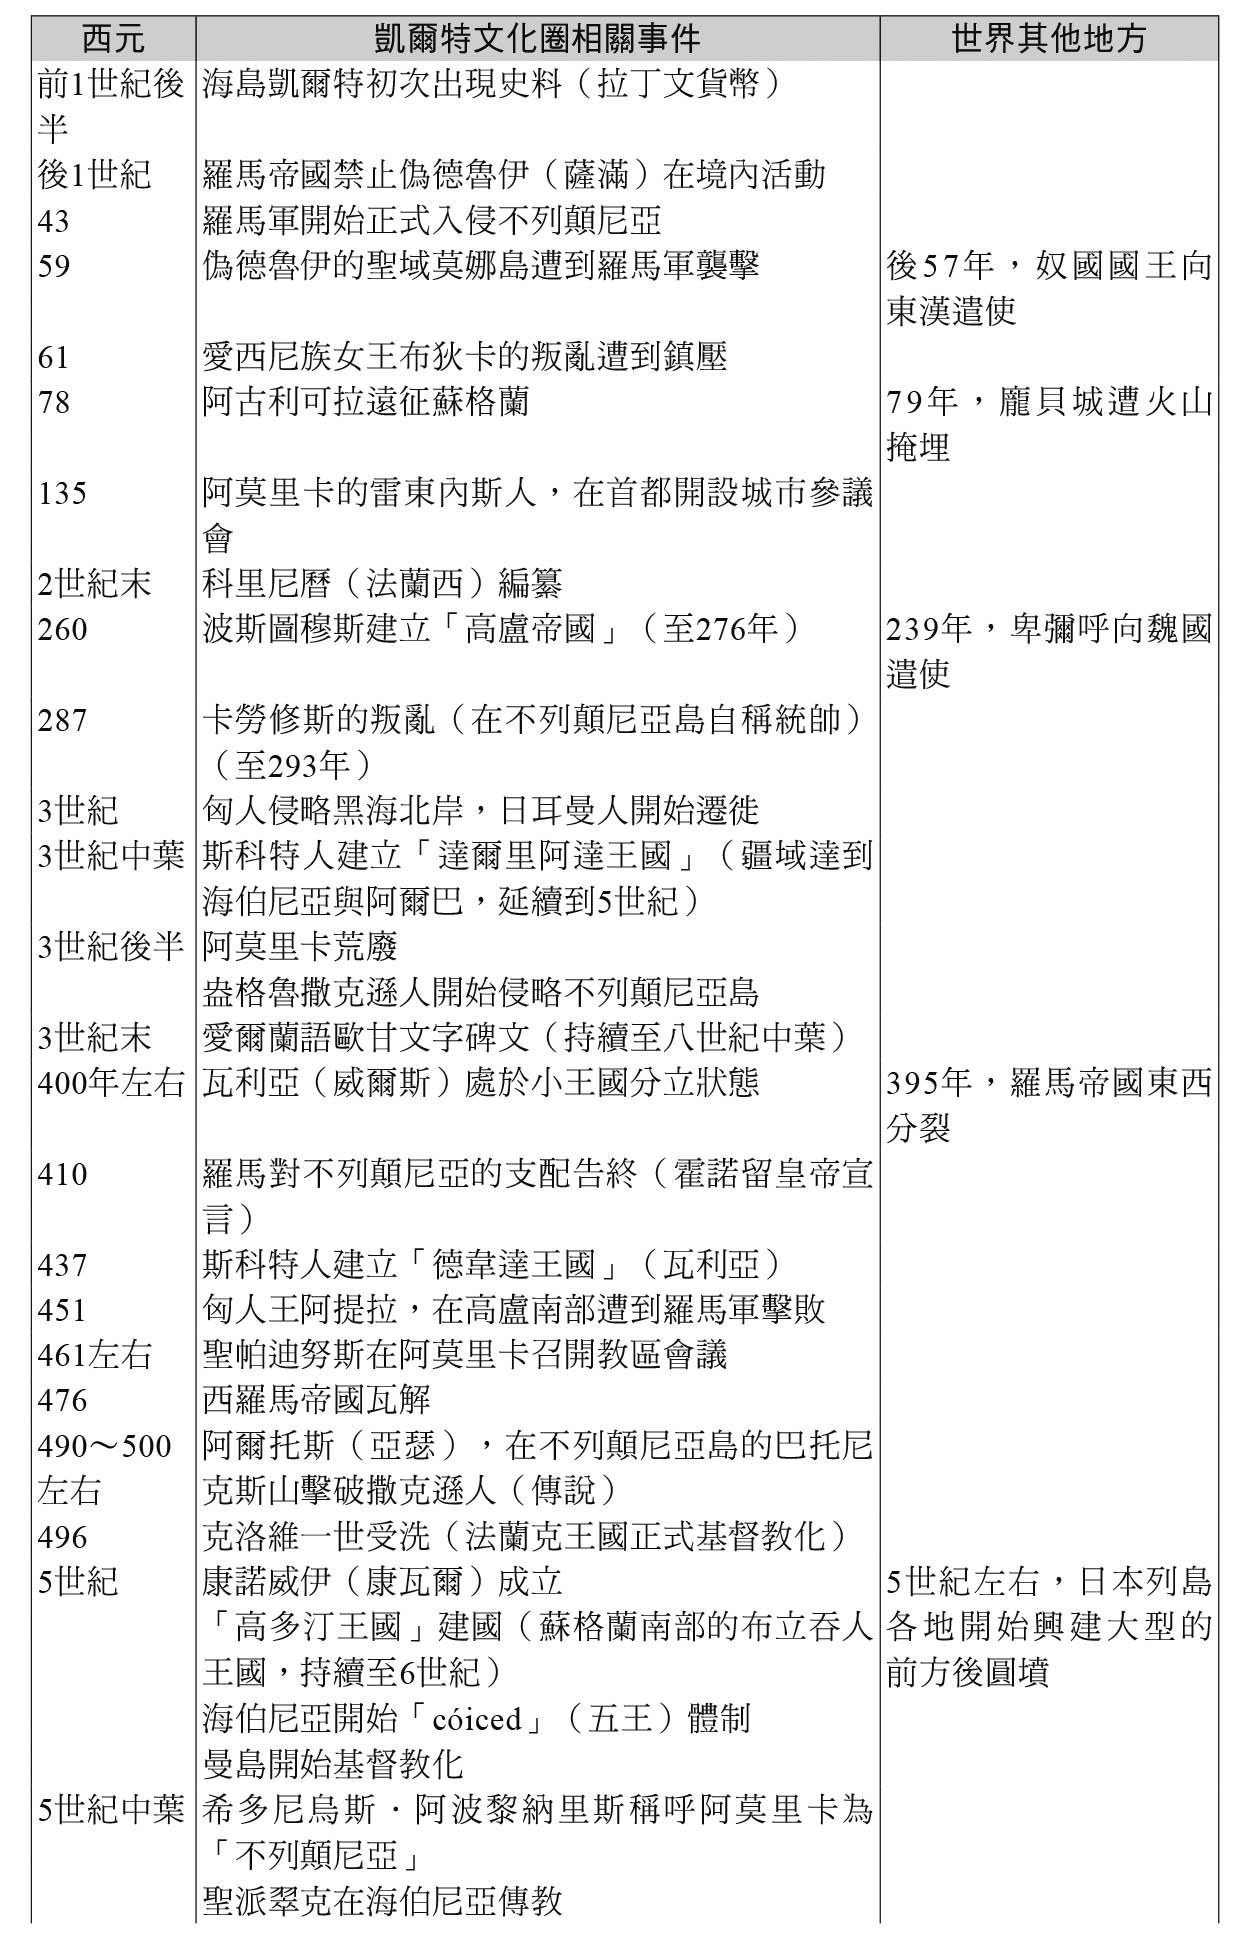 西元 凱爾特文化圈相關事件 世界其他地方
前1世紀後 海島凱爾特初次出現史料（拉丁文貨幣）
半
後1世紀 羅馬帝國禁止偽德魯伊（薩滿）在境內活動
43 羅馬軍開始正式入侵不列顛尼亞
59 偽德魯伊的聖域莫娜島遭到羅馬軍襲擊 後57年，奴國國王向
東漢遣使
61 愛西尼族女王布狄卡的叛亂遭到鎮壓
78 阿古利可拉遠征蘇格蘭 79年，龐貝城遭火山
掩埋
135 阿莫里卡的雷東內斯人，在首都開設城市參議
會
2世紀末 科里尼曆（法蘭西）編纂
260 波斯圖穆斯建立「高盧帝國」（至276年） 239年，卑彌呼向魏國
遣使
287 卡勞修斯的叛亂（在不列顛尼亞島自稱統帥）
（至293年）
3世紀 匈人侵略黑海北岸，日耳曼人開始遷徙
3世紀中葉 斯科特人建立「達爾里阿達王國」（疆域達到
海伯尼亞與阿爾巴，延續到5世紀）
3世紀後半 阿莫里卡荒廢
盎格魯撒克遜人開始侵略不列顛尼亞島
3世紀末 愛爾蘭語歐甘文字碑文（持續至八世紀中葉）
400年左右 瓦利亞（威爾斯）處於小王國分立狀態 395年，羅馬帝國東西
分裂
410 羅馬對不列顛尼亞的支配告終（霍諾留皇帝宣
言）
437 斯科特人建立「德韋達王國」（瓦利亞）
451 匈人王阿提拉，在高盧南部遭到羅馬軍擊敗
461左右 聖帕迪努斯在阿莫里卡召開教區會議
476 西羅馬帝國瓦解
490～500 阿爾托斯（亞瑟），在不列顛尼亞島的巴托尼
左右 克斯山擊破撒克遜人（傳說）
496 克洛維一世受洗（法蘭克王國正式基督教化）
5世紀 康諾威伊（康瓦爾）成立 5世紀左右，日本列島
「高多汀王國」建國（蘇格蘭南部的布立吞人 各地開始興建大型的
王國，持續至6世紀） 前方後圓墳
海伯尼亞開始「cóiced」（五王）體制
曼島開始基督教化
5世紀中葉 希多尼烏斯．阿波黎納里斯稱呼阿莫里卡為
「不列顛尼亞」
聖派翠克在海伯尼亞傳教